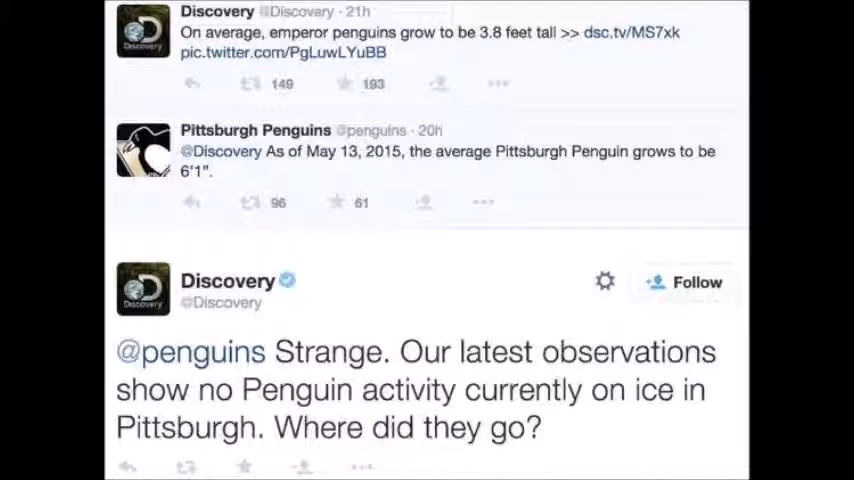 Discovery @Discovery · 21h
On average, emperor penguins grow to be 3.8 feet tall >> dsc.tv/MS7xk
pic.twitter.com/PgLuwLYuBB
149 193
Pittsburgh Penguins @penguins · 20h
@Discovery As of May 13, 2015, the average Pittsburgh Penguin grows to be
6'1".
96 61
Discovery
Discovery
@Discovery
Follow
@penguins Strange. Our latest observations
show no Penguin activity currently on ice in
Pittsburgh. Where did they go?